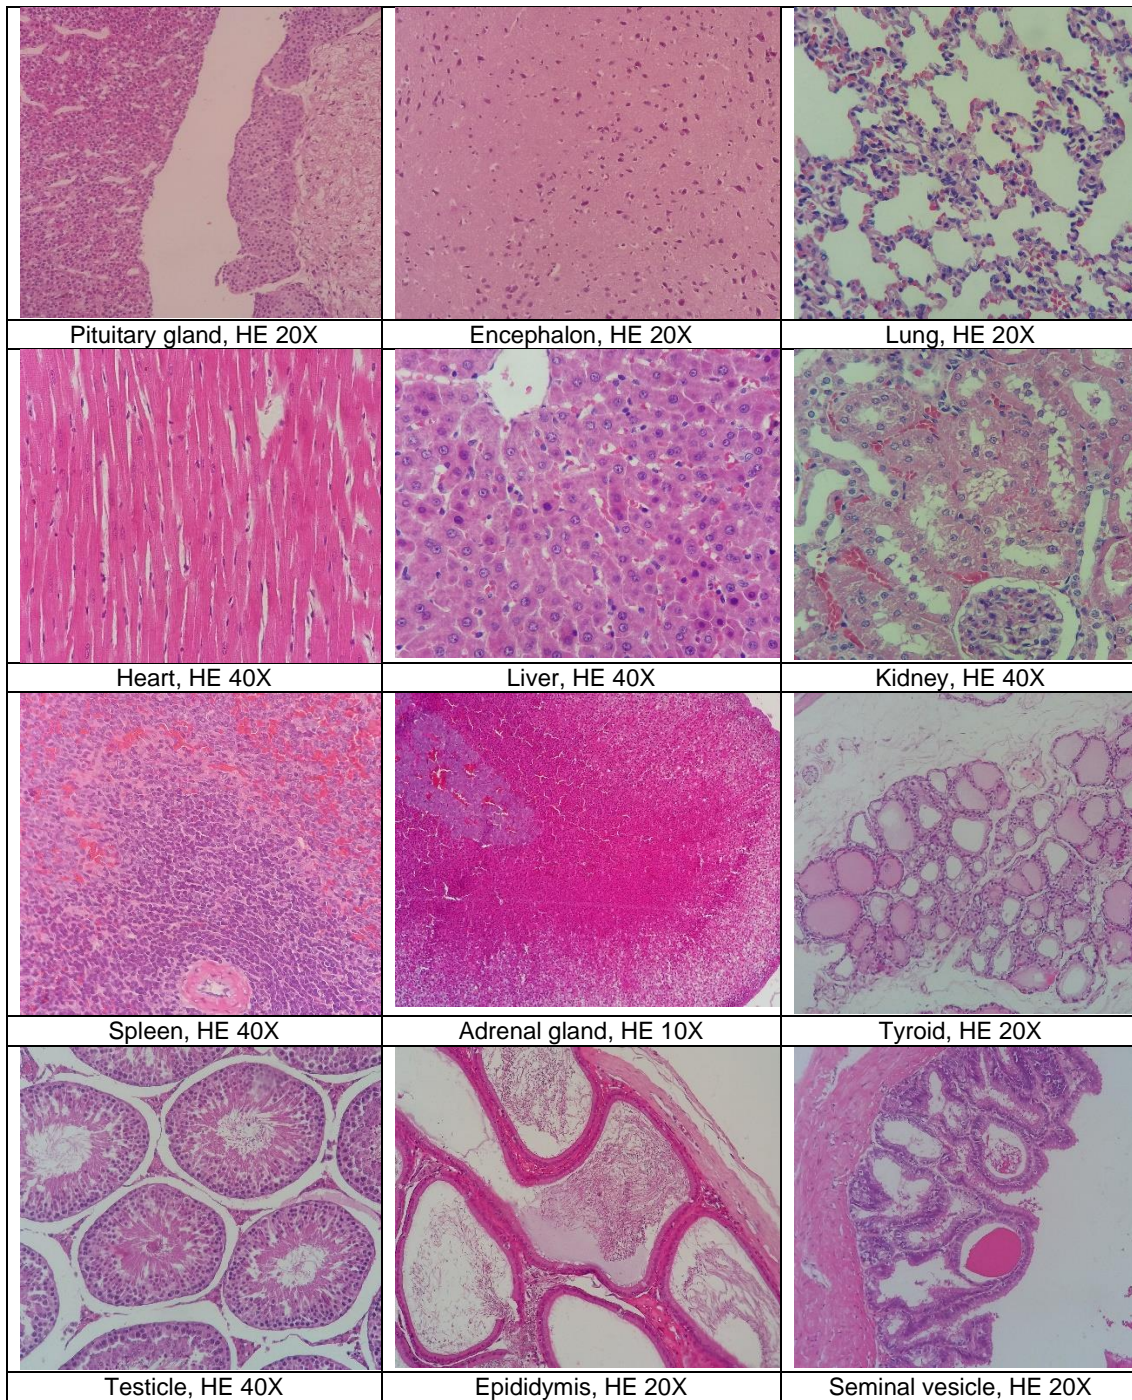 Pituitary gland, HE 20X
Encephalon, HE 20X
Lung, HE 20X
Heart, HE 40X
Liver, HE 40X
Kidney, HE 40X
Spleen, HE 40X
Adrenal gland, HE 10X
Tyroid, HE 20X
Testicle, HE 40X
Epididymis, HE 20X
Seminal vesicle, HE 20X